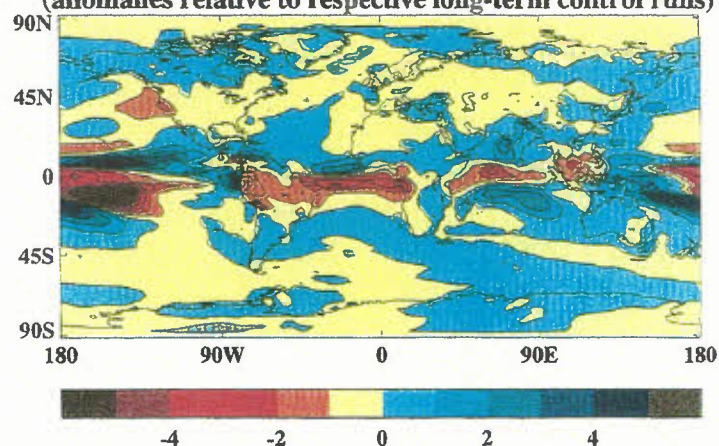 (anomalies relative to respective long-term control runs)
90N
45N
0
45S
90S
180 90W 0 90E 180
-4 -2 0 2 4